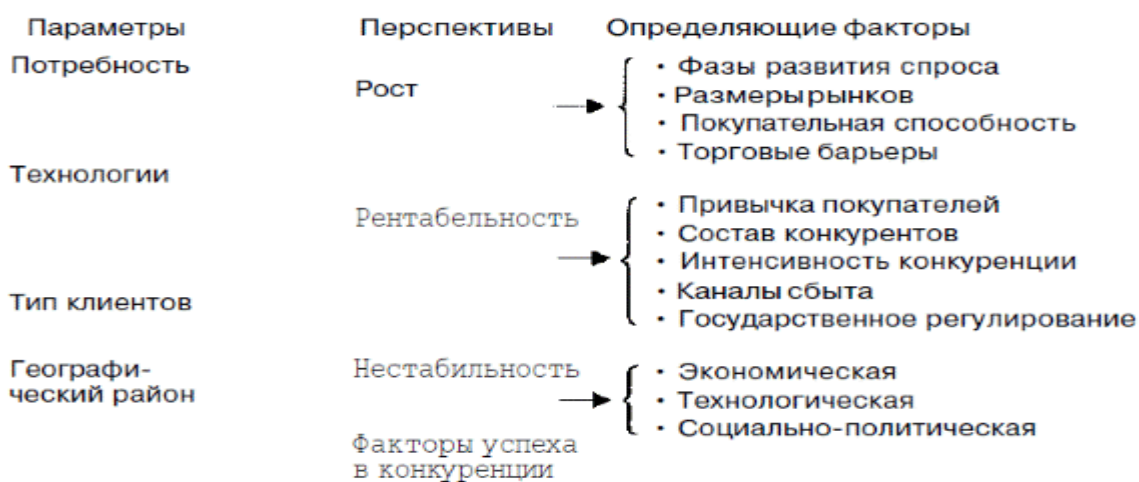 Параметры Перспективы Определяющие факторы
Потребность
Рост
• Фазы развития спроса
• Размерырынков
• Покупательная способность
• Торговые барьеры
Технологии
Рентабельность
• Привычка покупателей
• Состав конкурентов
• Интенсивность конкуренции
• Каналы сбыта
• Государственное регулирование
Тип клиентов
Географи-
ческий район
Нестабильность
• Экономическая
• Технологическая
• Социально-политическая
Факторы успеха
в конкуренции